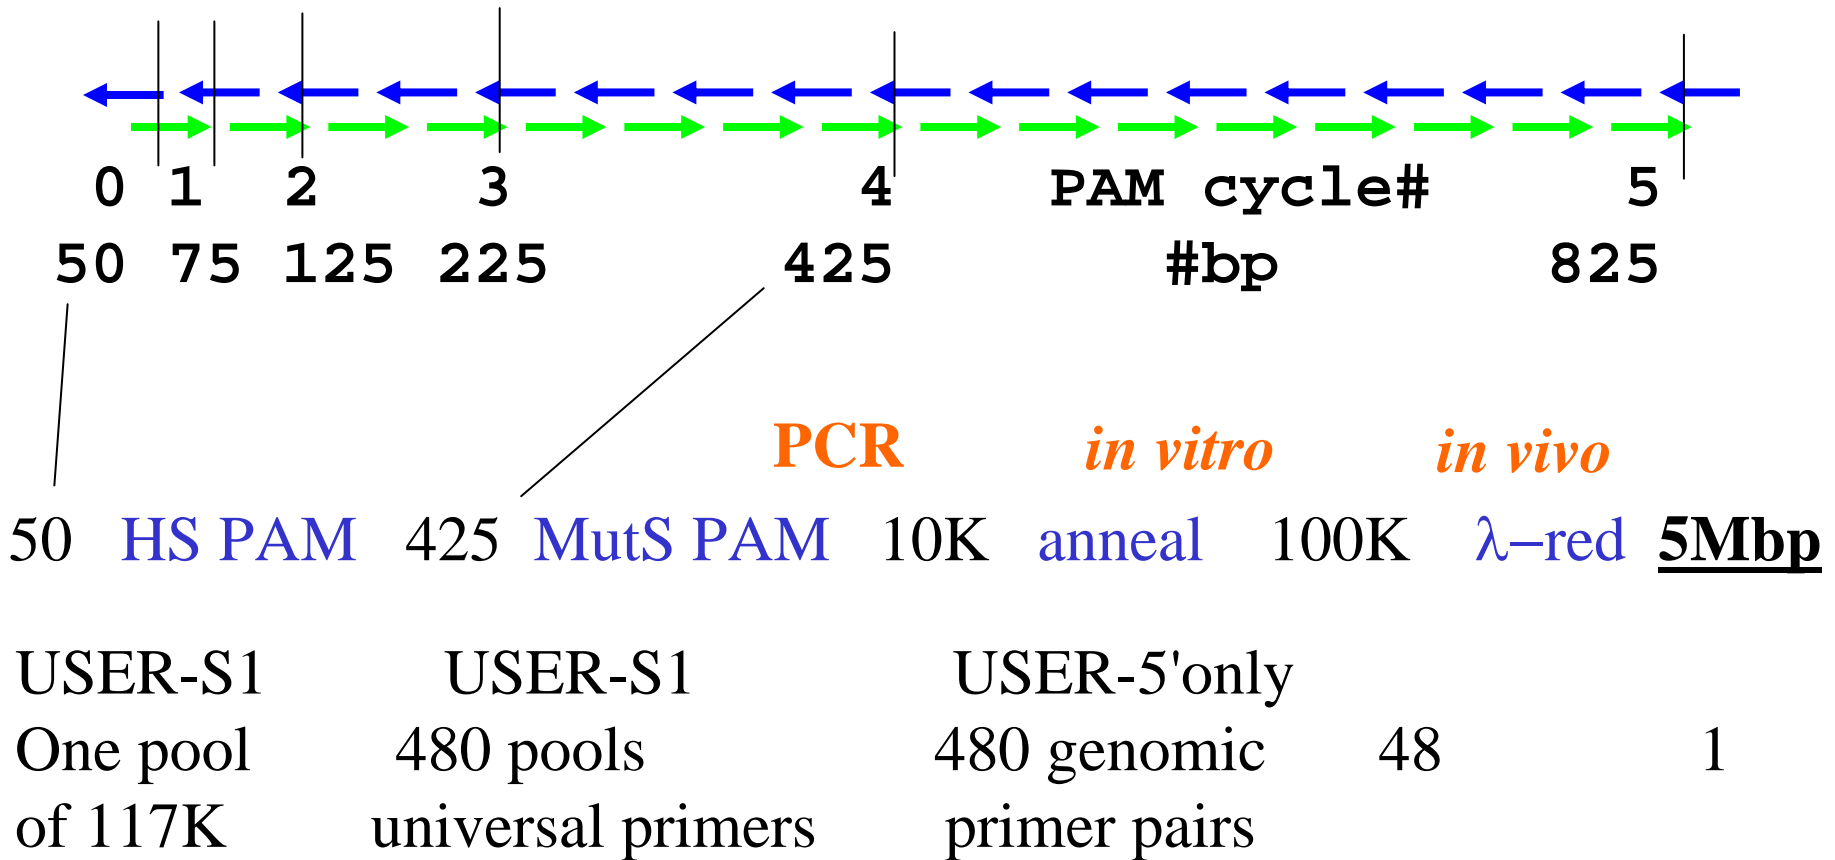 0 1 2 3 4 PAM cycle# 5
50 75 125 225 425 #bp 825
PCR in vitro in vivo
50 HS PAM 425 MutS PAM 10K anneal 100K λ–red 5Mbp
USER-S1 USER-S1 USER-5'only
One pool 480 pools 480 genomic 48 1
of 117K universal primers primer pairs